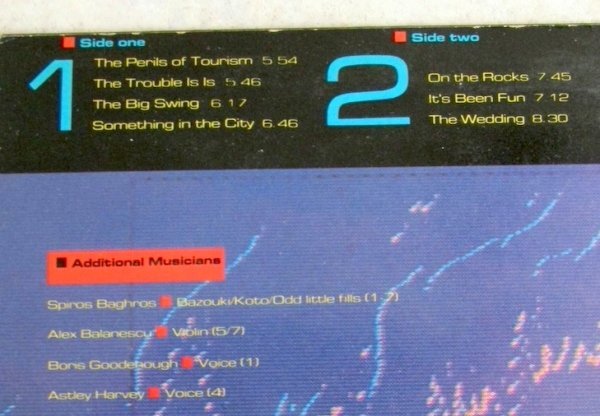 Side one
1
The Perils of Tourism 5 54
The Trouble Is Is 5 46
The Big Swing 6 17
Something in the City 6.46
Side two
2
On the Rocks 7 45
It's Been Fun 7 12
The Wedding 8.30
Additional Musicians
Spiros Baghros Bazouki/Koto/Odd little fills (1-7)
Alex Balanescu Violin (5/7)
Boris Goodenough Voice (1)
Astley Harvey Voice (4)